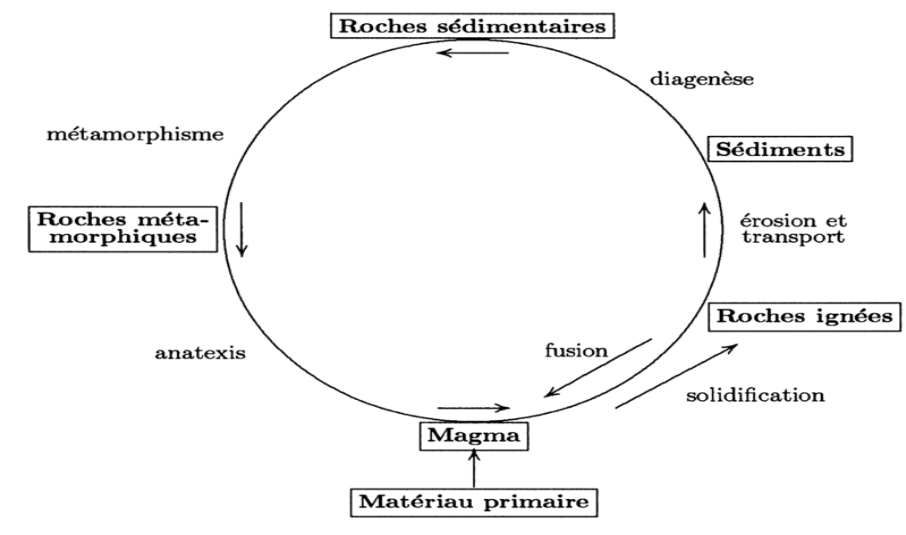 Roches sédimentaires
diagenèse
métamorphisme
Sédiments
Roches méta-
morphiques
érosion et
transport
Roches ignées
anatexis
fusion
solidification
Magma
Matériau primaire